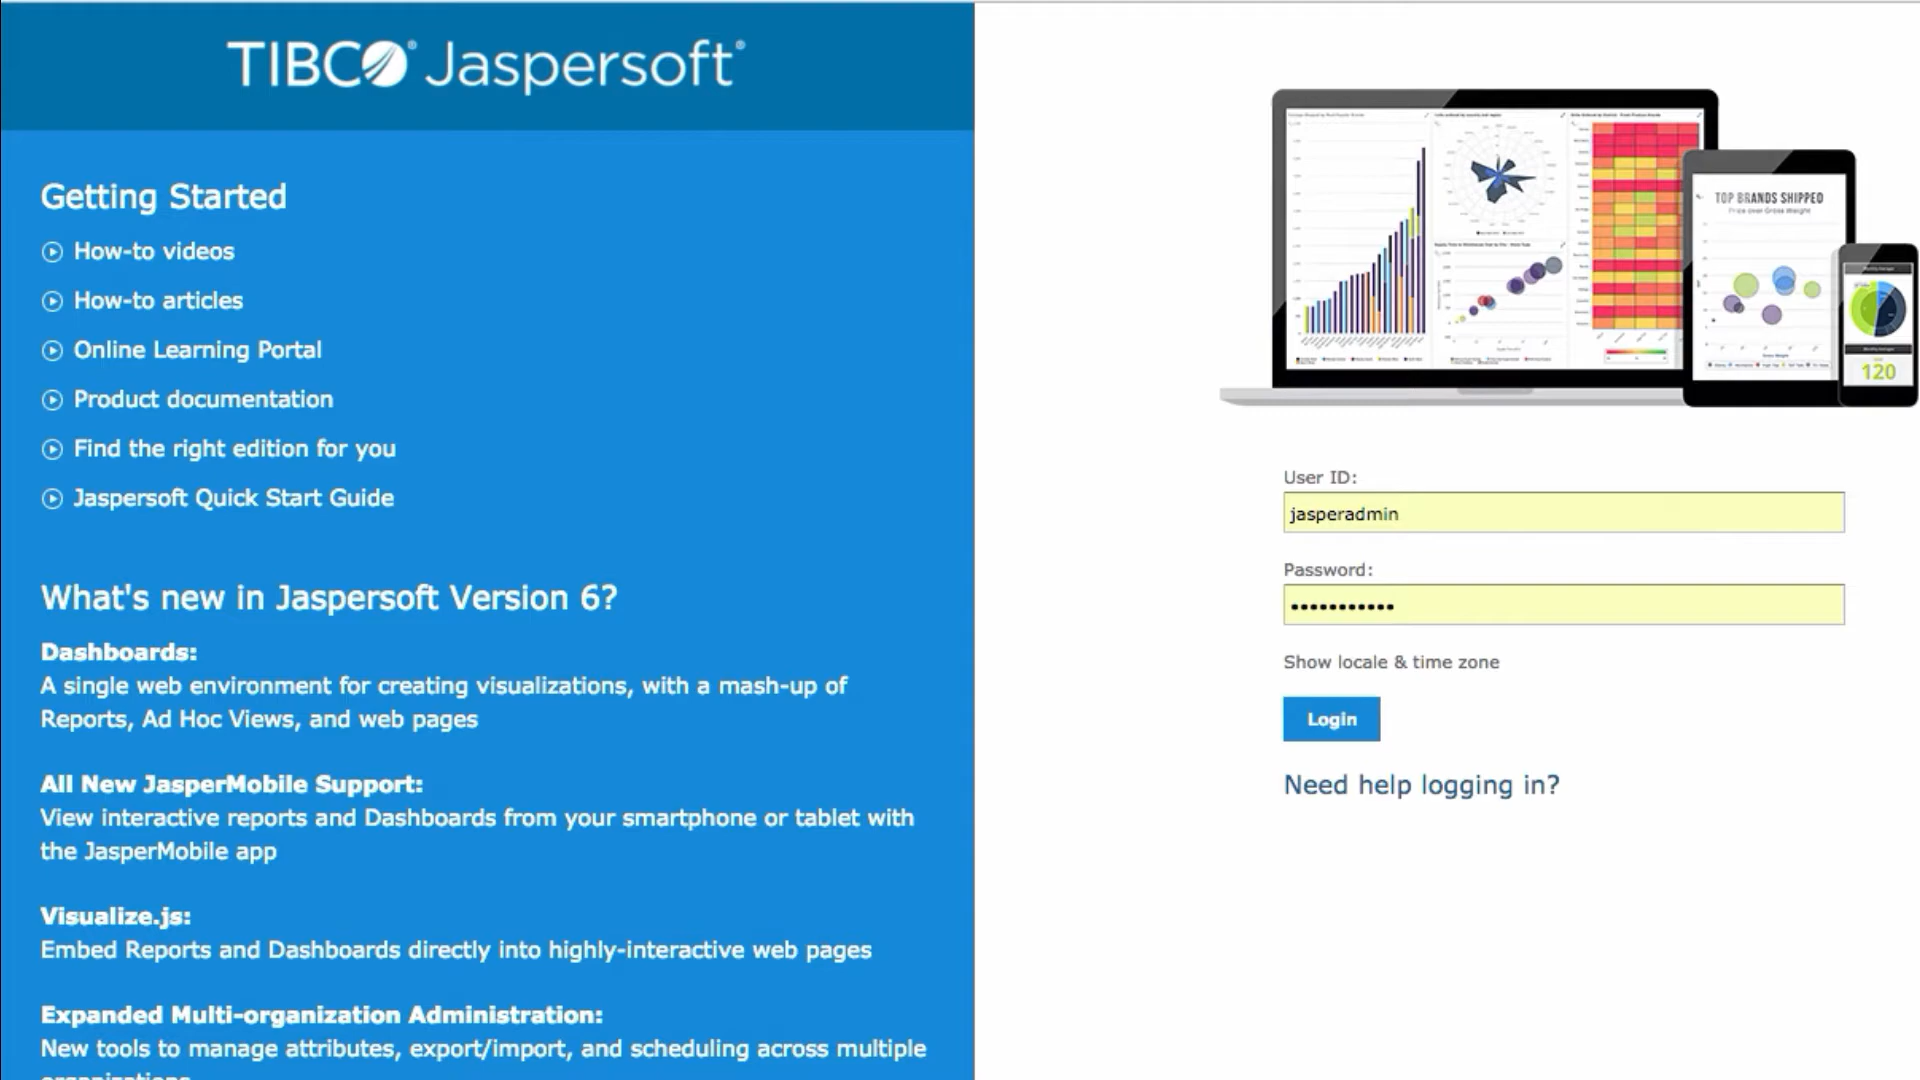 TIBCO® Jaspersoft®
Getting Started
How-to videos
How-to articles
Online Learning Portal
Product documentation
Find the right edition for you
Jaspersoft Quick Start Guide
What's new in Jaspersoft Version 6?
Dashboards:
A single web environment for creating visualizations, with a mash-up of
Reports, Ad Hoc Views, and web pages
All New JasperMobile Support:
View interactive reports and Dashboards from your smartphone or tablet with
the JasperMobile app
Visualize.js:
Embed Reports and Dashboards directly into highly-interactive web pages
Expanded Multi-organization Administration:
New tools to manage attributes, export/import, and scheduling across multiple
organizations
TOP BRANDS SHIPPED
Price over Gross Weight
120
User ID:
jasperadmin
Password:
Show locale & time zone
Login
Need help logging in?